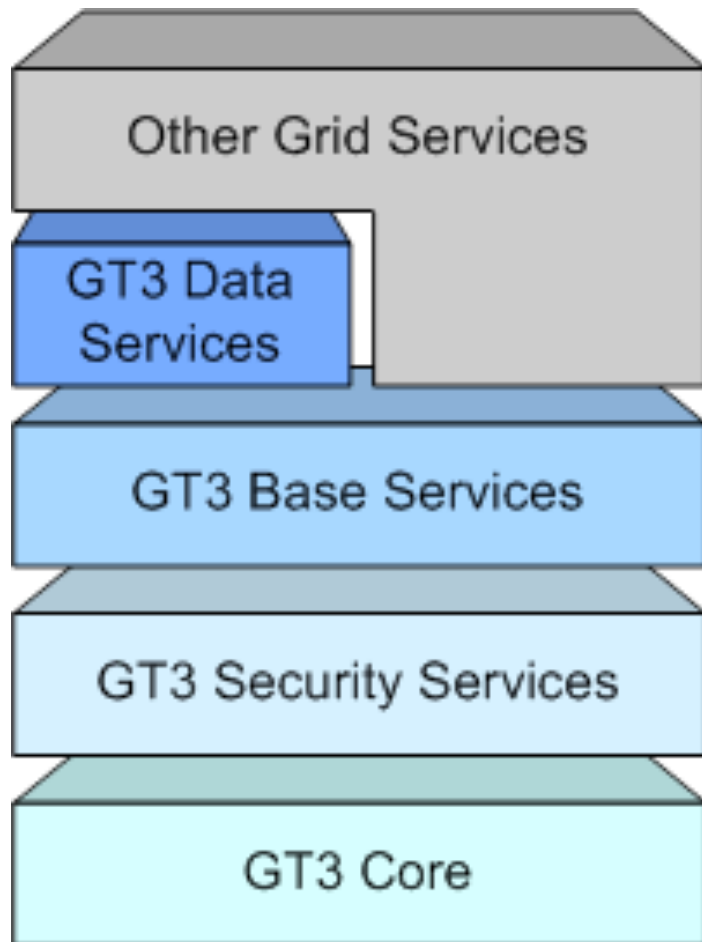 Other Grid Services
GT3 Data
Services
GT3 Base Services
GT3 Security Services
GT3 Core